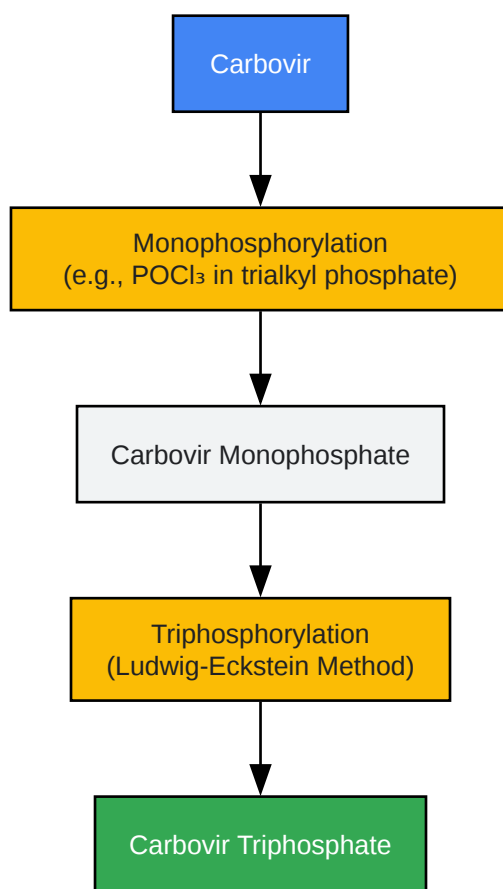 Carbovir
Monophosphorylation
(e.g., POCl₃ in trialkyl phosphate)
Carbovir Monophosphate
Triphosphorylation
(Ludwig-Eckstein Method)
Carbovir Triphosphate